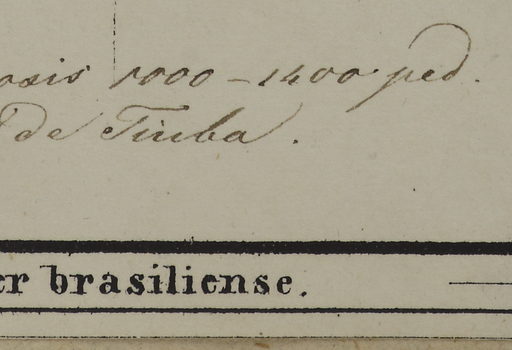 osis 1000 – 1400 ped.
de Tiuba.
er brasiliense.